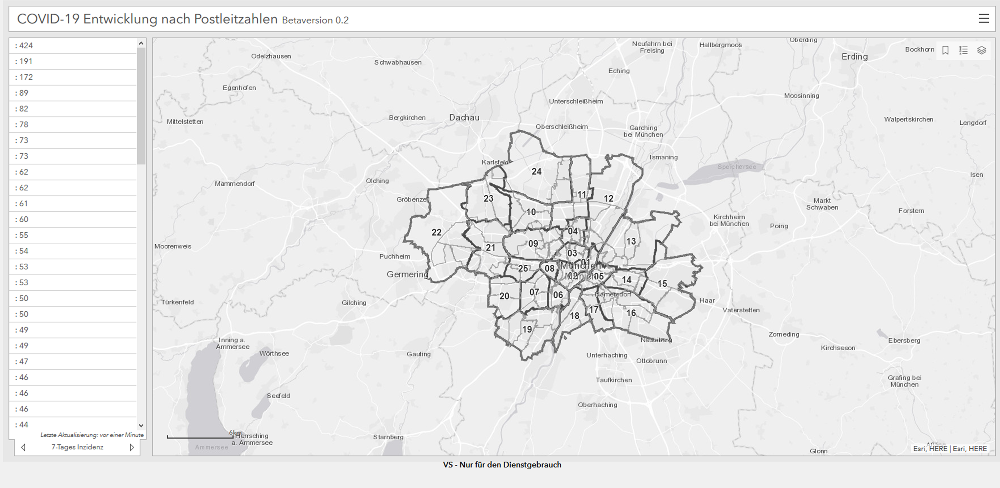 COVID-19 Entwicklung nach Postleitzahlen Betaversion 0.2
: 424
: 191
: 172
: 89
: 82
: 78
: 73
: 73
: 62
: 62
: 61
: 60
: 55
: 54
: 53
: 53
: 50
: 50
: 49
: 49
: 47
: 46
: 46
: 46
: 44
Letzte Aktualisierung: vor einer Minute
7-Tages Inzidenz
Oberding
Neufahrn bei
Freising
Hallbergmoos
Bockhorn
Odelzhausen
Erding
Schwabhausen
Eching
Egenhofen
Moosinning
Unterschleißheim
Bergkirchen
Dachau
Walpertskirchen
Mittelstetten
Lengdorf
Oberschleißheim
Garching
bei München
Ismaning
Karlsfeld
Speichersee
24
Isen
Olching
Mammendorf
11
23
12
Gröbenzell
Markt
Schwaben
10
Forstern
Kirchheim
bei München
Poing
22
04
13
09
Moorenweis
21
03
Puchheim
01
München
25
08
Germering
02
Munich
05
14
15
07
06
Ramersdorf
20
Haar
Türkenfeld
Gilching
17
Vaterstetten
16
18
19
Zorneding
Neubiberg
Ebersberg
Inning a.
Ammersee
Kirchseeon
Wörthsee
Gauting
Unterhaching
Ottobrunn
Taufkirchen
Grafing bei
München
Seefeld
Oberhaching
6km
Herrsching
a. Ammersee
Starnberg
Ammersee
Aßling
Glonn
Esri, HERE | Esri, HERE
VS - Nur für den Dienstgebrauch